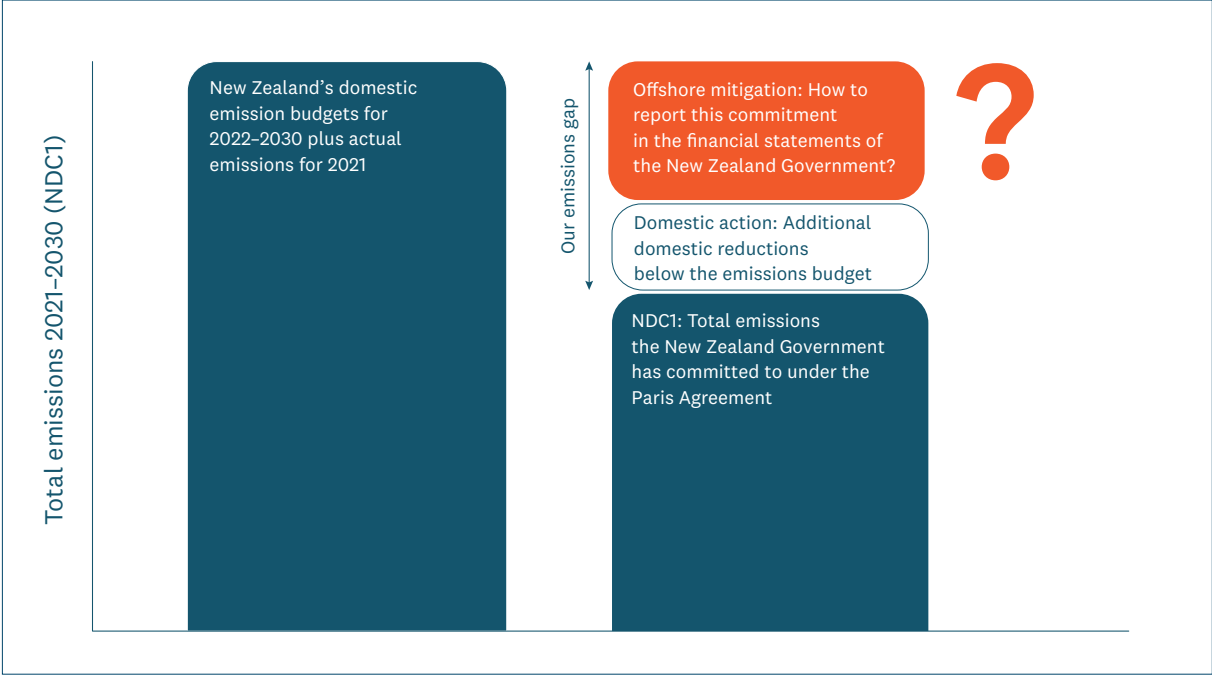 Total emissions 2021–2030 (NDC1)
New Zealand’s domestic
emission budgets for
2022–2030 plus actual
emissions for 2021
Our emissions gap
Offshore mitigation: How to
report this commitment
in the financial statements of
the New Zealand Government?
?
Domestic action: Additional
domestic reductions
below the emissions budget
NDC1: Total emissions
the New Zealand Government
has committed to under the
Paris Agreement